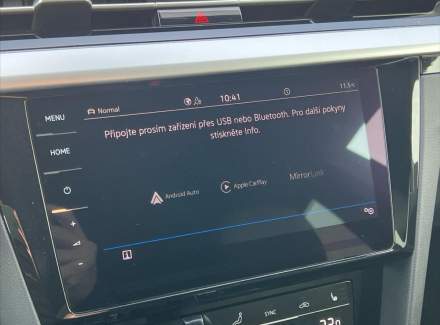 MENU
Normal
10:41
11.5
HOME
Připojte prosím zařízení přes USB nebo Bluetooth. Pro další pokyny
stiskněte Info.
Android Auto
Apple CarPlay
MirrorLink
SYNC